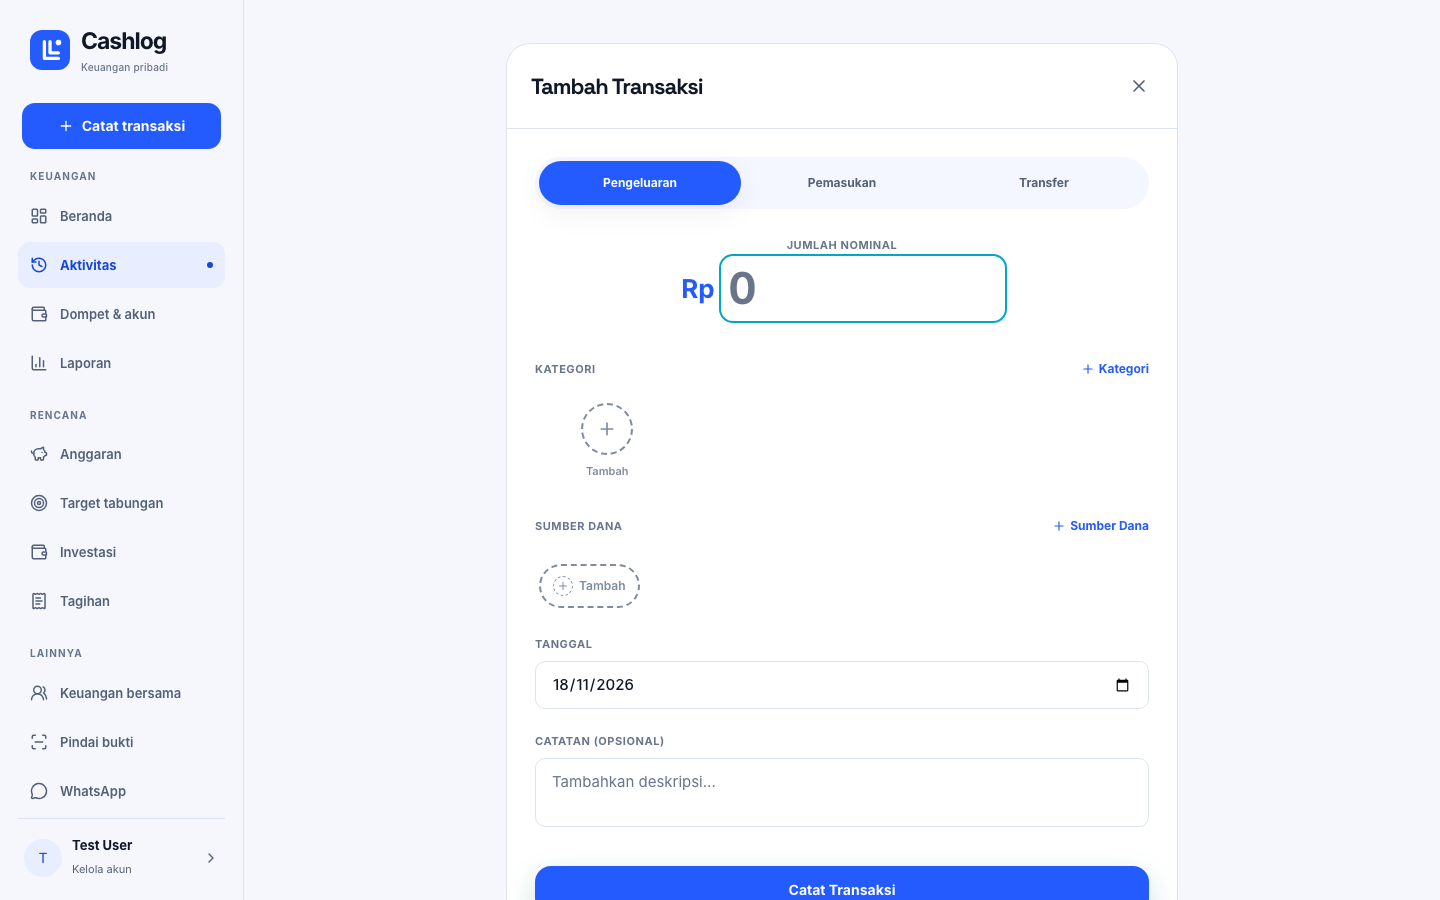 Cashlog
Keuangan pribadi
Catat transaksi
KEUANGAN
Beranda
Aktivitas
Dompet & akun
Laporan
RENCANA
Anggaran
Target tabungan
Investasi
Tagihan
LAINNYA
Keuangan bersama
Pindai bukti
WhatsApp
T
Test User
Kelola akun
Tambah Transaksi
Pengeluaran
Pemasukan
Transfer
JUMLAH NOMINAL
Rp 0
KATEGORI
Kategori
Tambah
SUMBER DANA
Sumber Dana
Tambah
TANGGAL
18/11/2026
CATATAN (OPSIONAL)
Tambahkan deskripsi...
Catat Transaksi